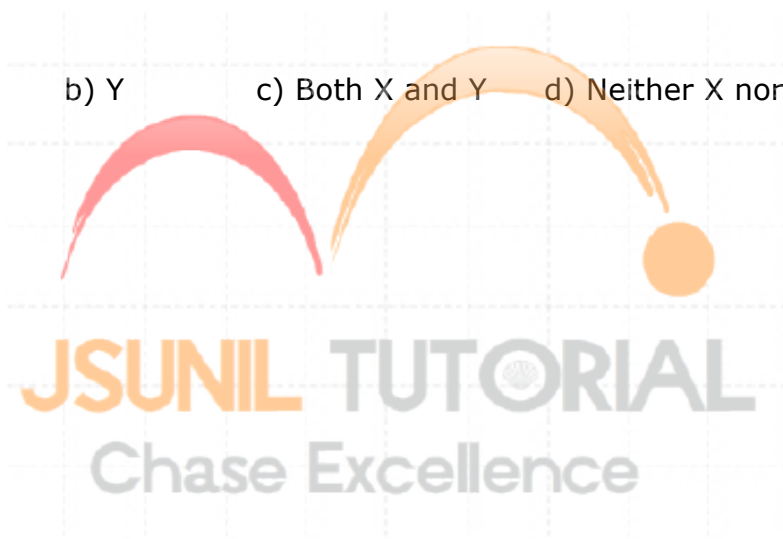 b) Y c) Both X and Y d) Neither X nor
JSUNIL TUTORIAL
Chase Excellence